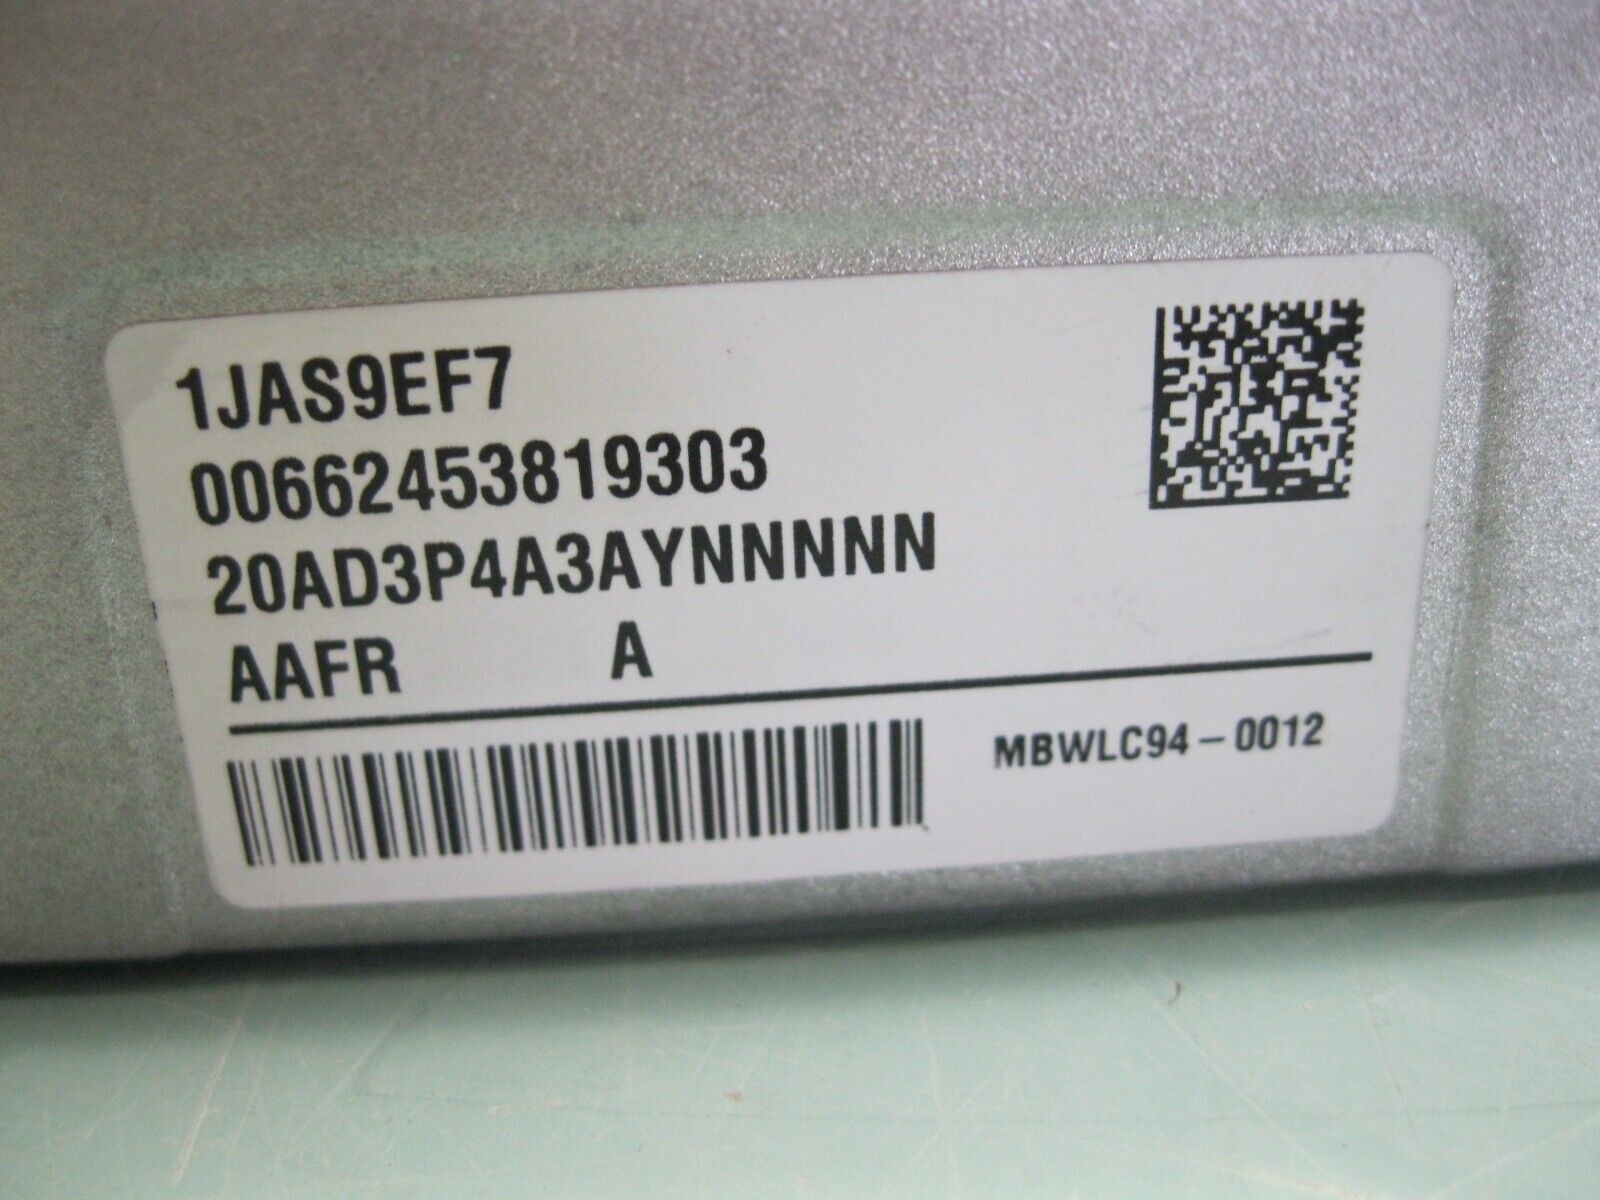 1JAS9EF7
00662453819303
20AD3P4A3AYNNNNN
AAFR A
MBWLC94-0012